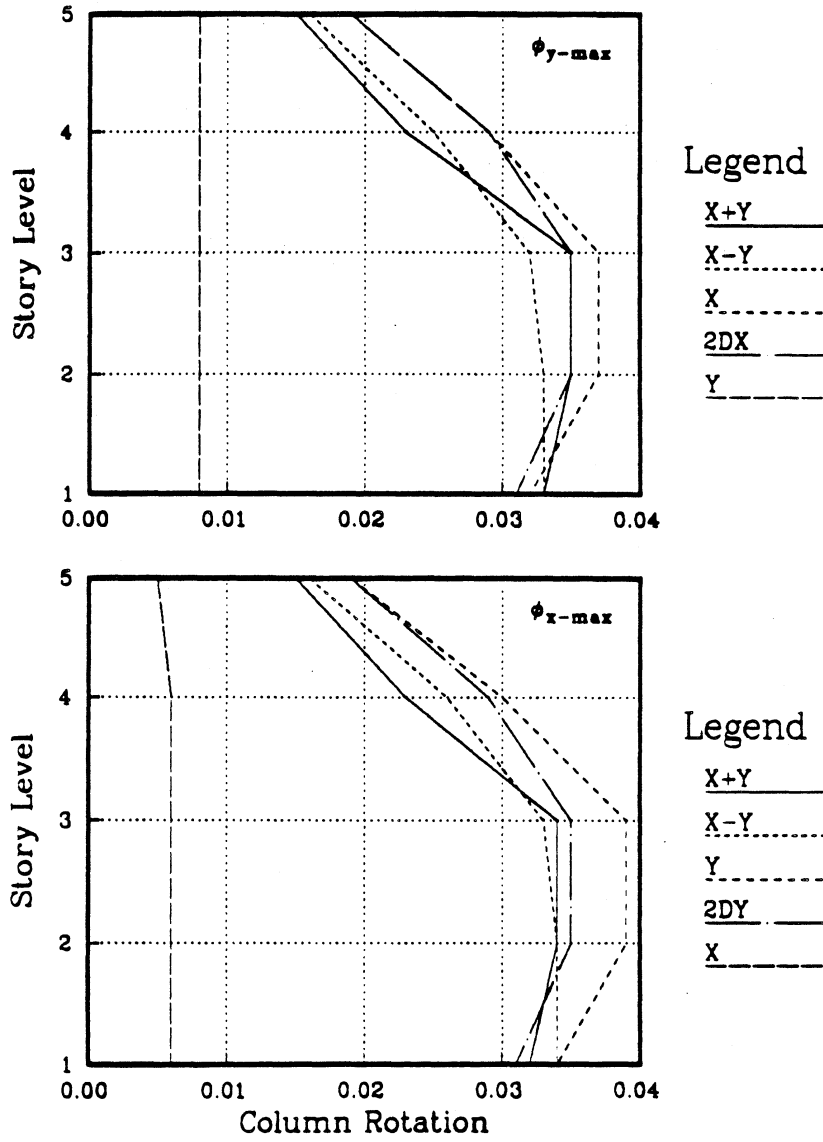 5
4
3
2
1
Story Level
ϕy-max
0.00 0.01 0.02 0.03 0.04
Legend
X+Y
X-Y
X
2DX
Y
5
4
3
2
1
Story Level
ϕx-max
0.00 0.01 0.02 0.03 0.04
Column Rotation
Legend
X+Y
X-Y
Y
2DY
X